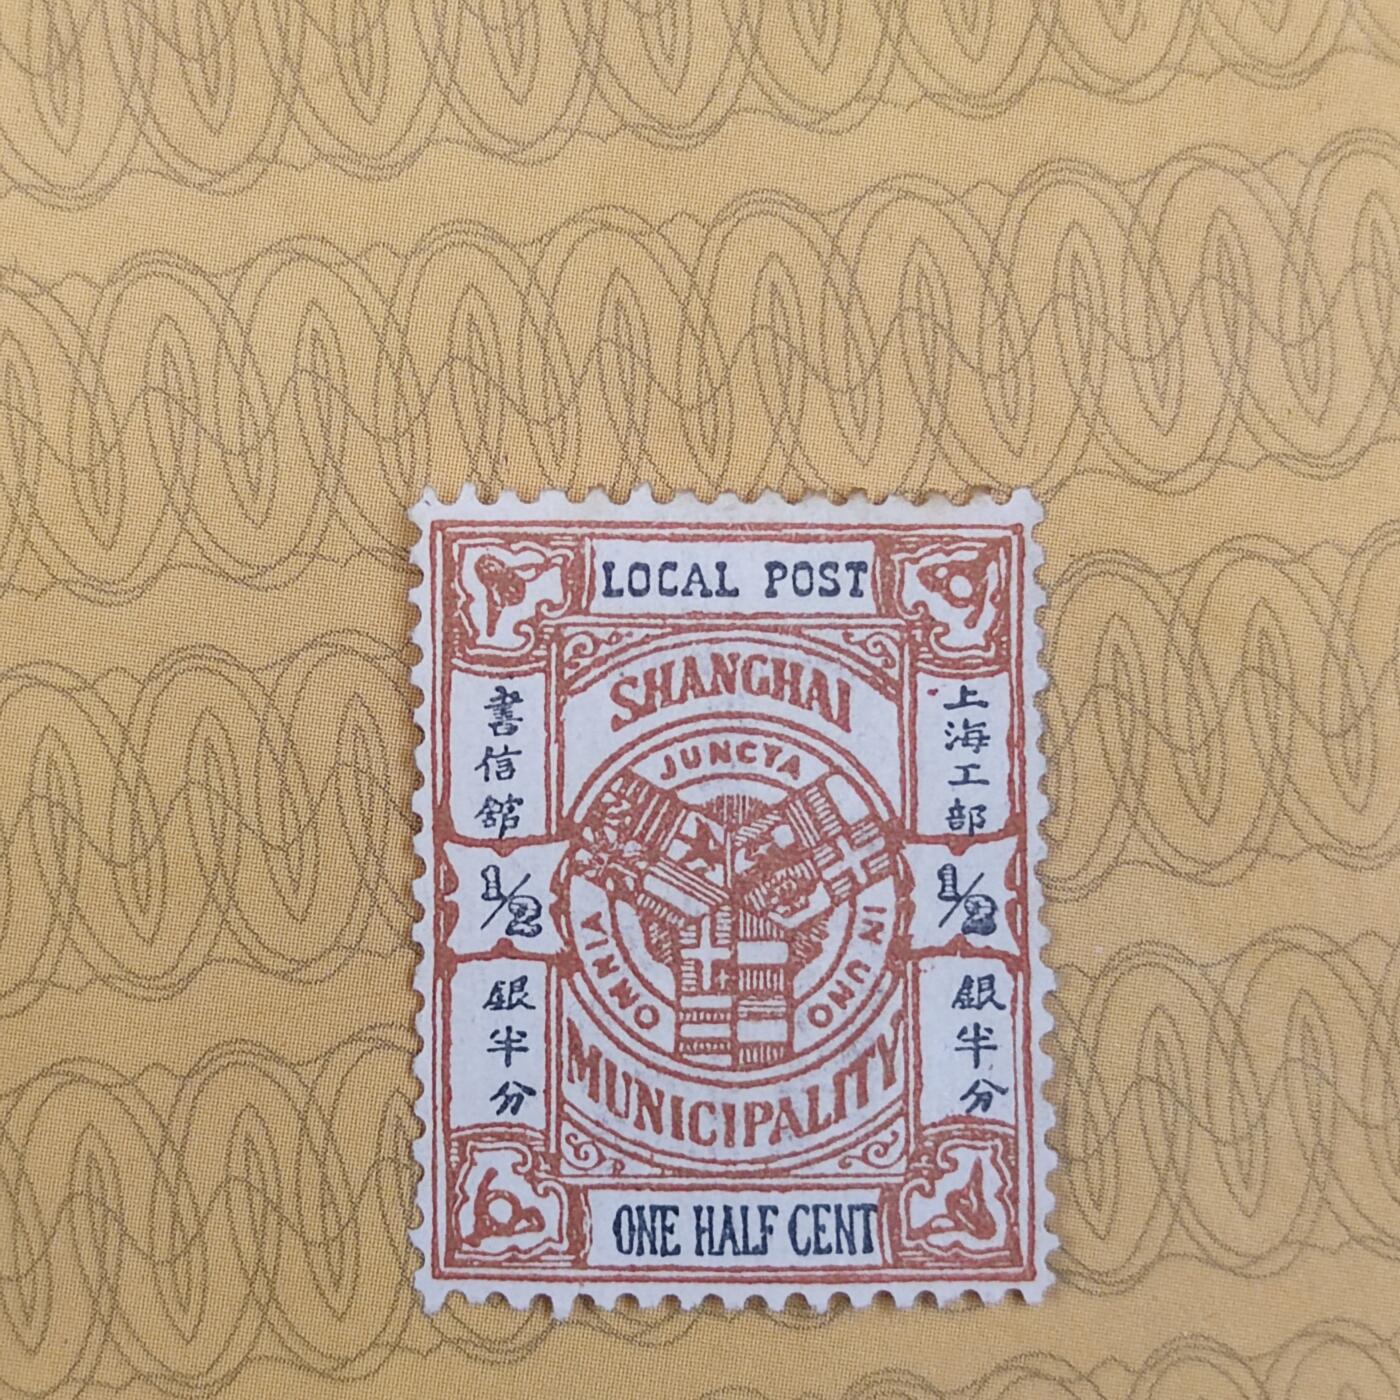 LOCAL POST
SHANGHAI
JUNCTA IN UNO OMNIA
MUNICIPALITY
上海工部
書信館
1/2
1/2
銀半分
銀半分
ONE HALF CENT